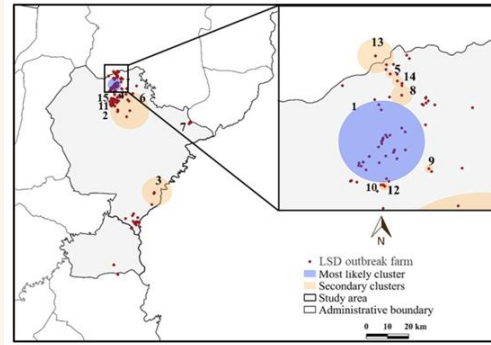 13
5
14
8
1
9
10
12
15
11
6
2
7
3
N
LSD outbreak farm
Most likely cluster
Secondary clusters
Study area
Administrative boundary
0 10 20 km